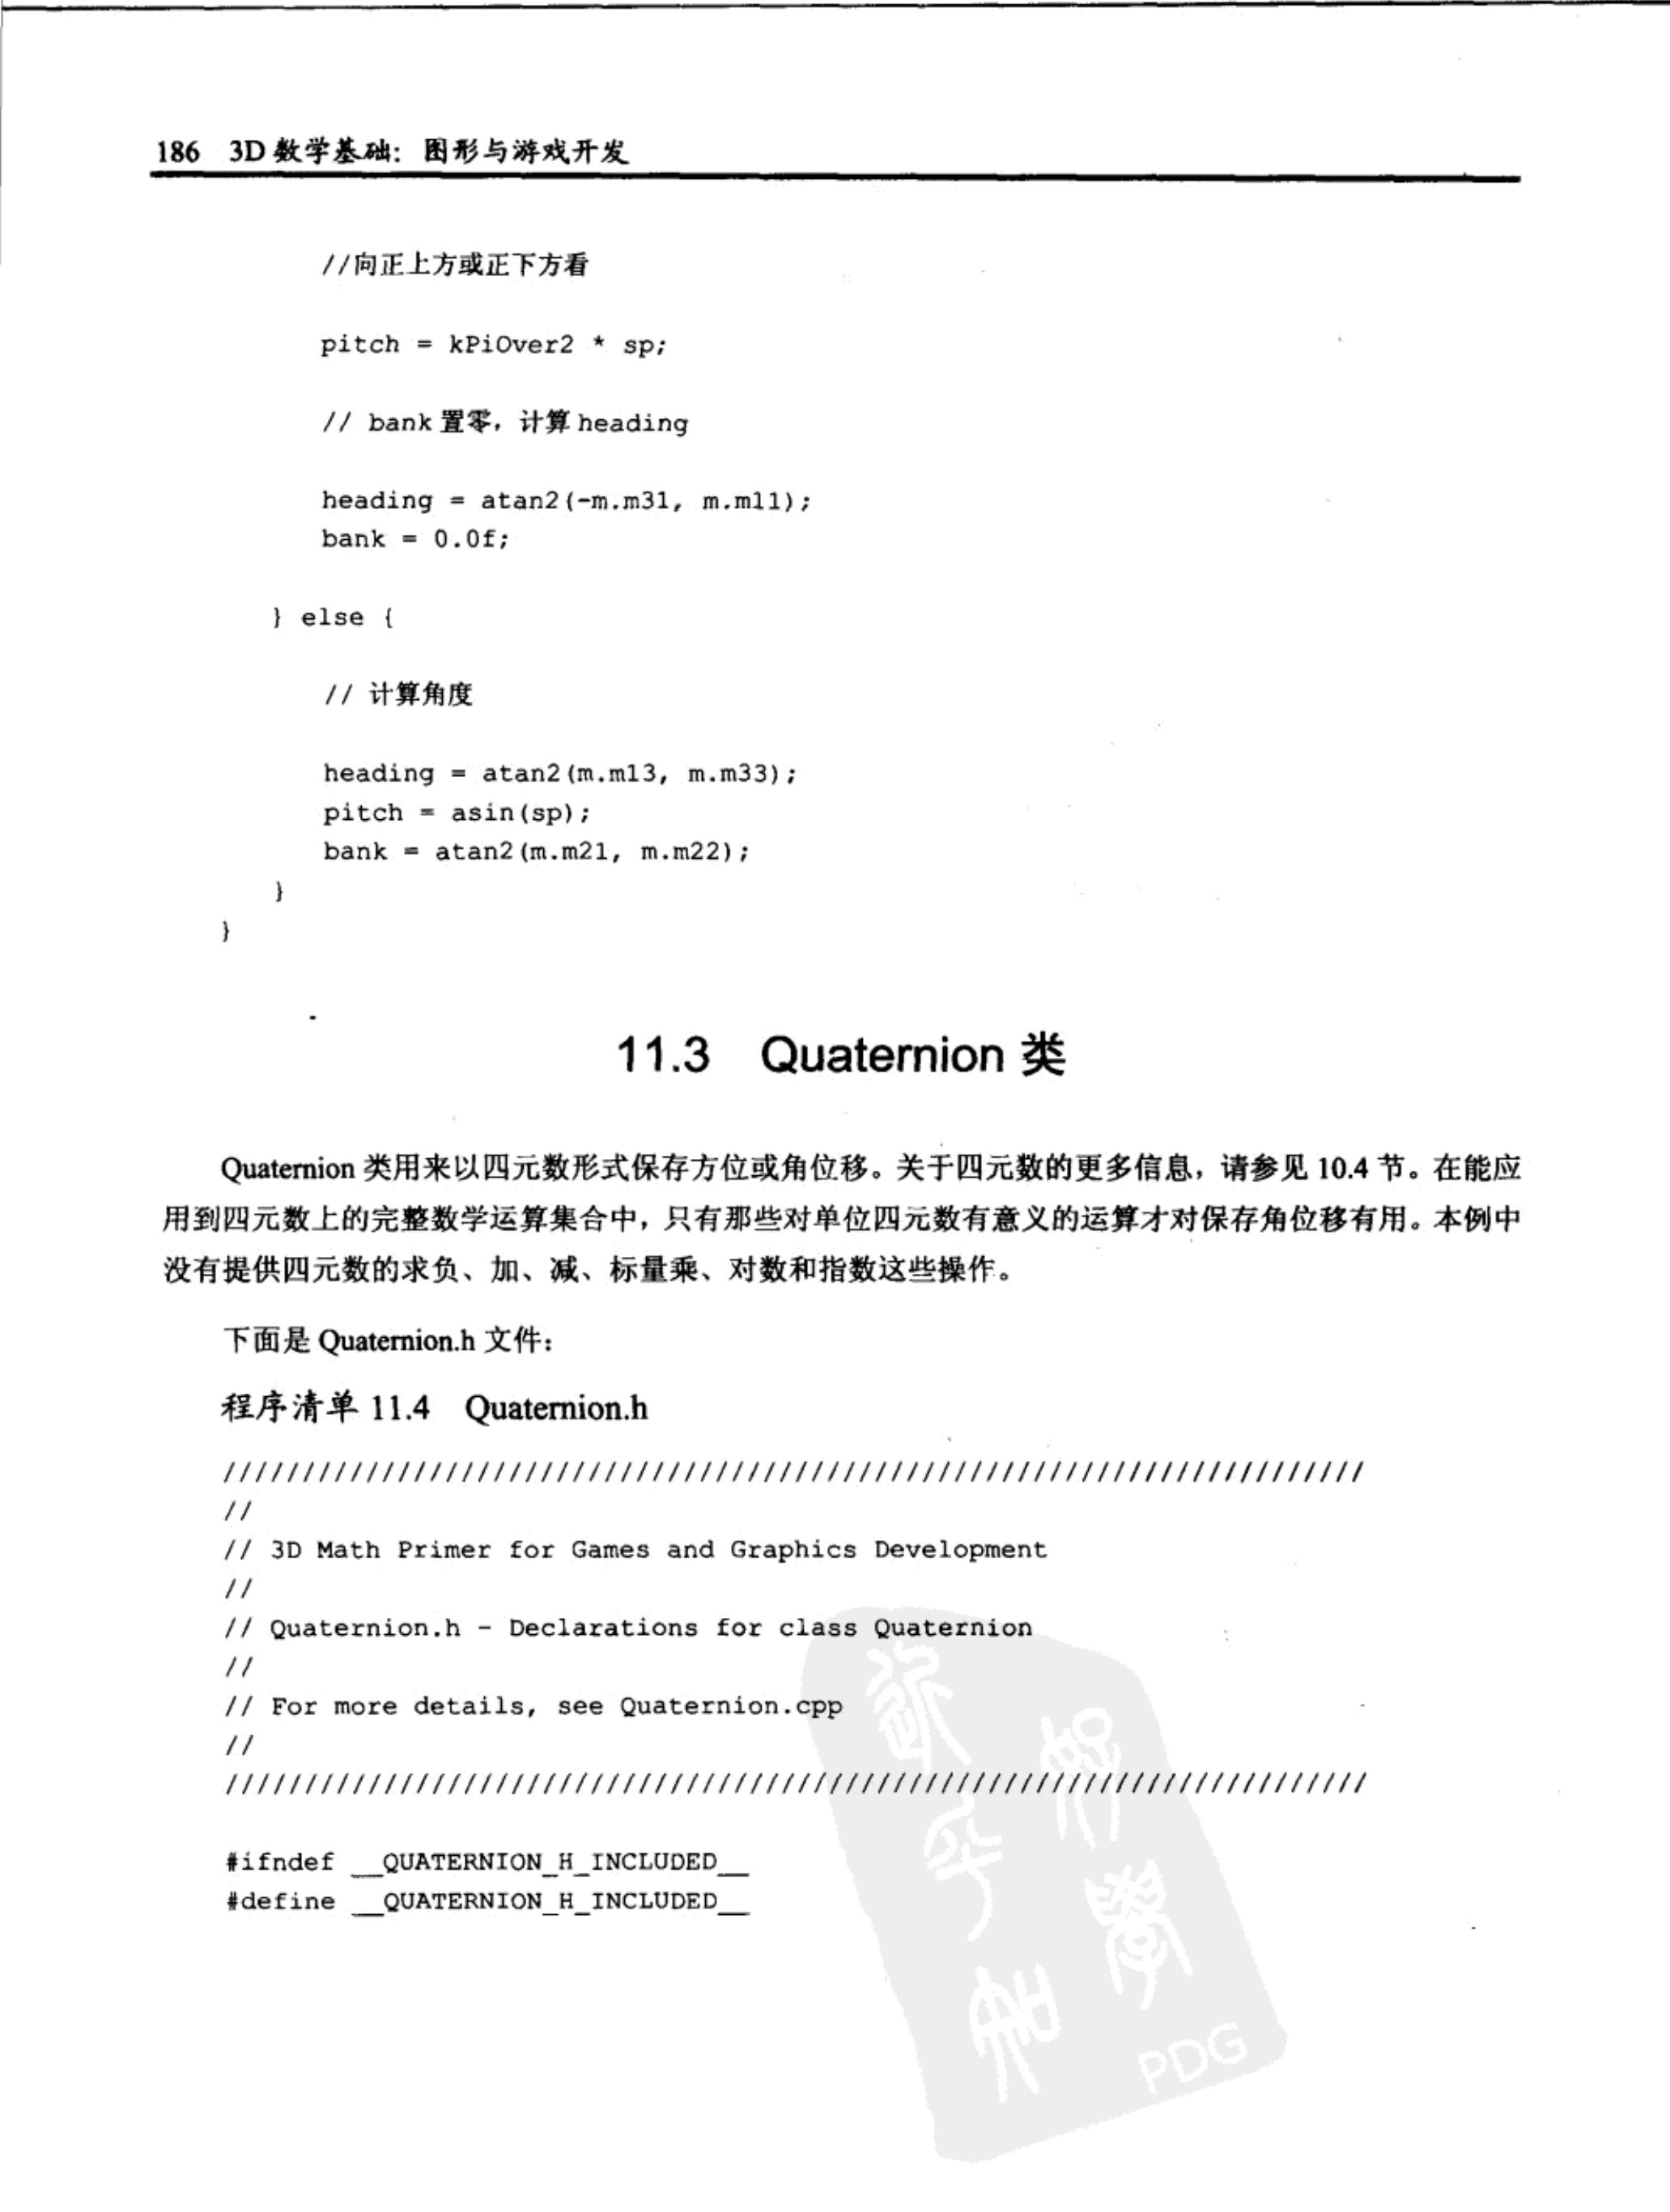 186 3D 数学基础：图形与游戏开发
//向正上方或正下方看
pitch = kPiOver2 * sp;
// bank 置零，计算 heading
heading = atan2(-m.m31, m.m11);
bank = 0.0f;
} else {
// 计算角度
heading = atan2(m.m13, m.m33);
pitch = asin(sp);
bank = atan2(m.m21, m.m22);
}
}
11.3 Quaternion 类
Quaternion 类用来以四元数形式保存方位或角位移。关于四元数的更多信息，请参见 10.4 节。在能应
用到四元数上的完整数学运算集合中，只有那些对单位四元数有意义的运算才对保存角位移有用。本例中
没有提供四元数的求负、加、减、标量乘、对数和指数这些操作。
下面是 Quaternion.h 文件：
程序清单 11.4 Quaternion.h
////////////////////////////////////////////////////////////////////////
//
// 3D Math Primer for Games and Graphics Development
//
// Quaternion.h - Declarations for class Quaternion
//
// For more details, see Quaternion.cpp
//
////////////////////////////////////////////////////////////////////////
#ifndef __QUATERNION_H_INCLUDED__
#define __QUATERNION_H_INCLUDED__
PDG